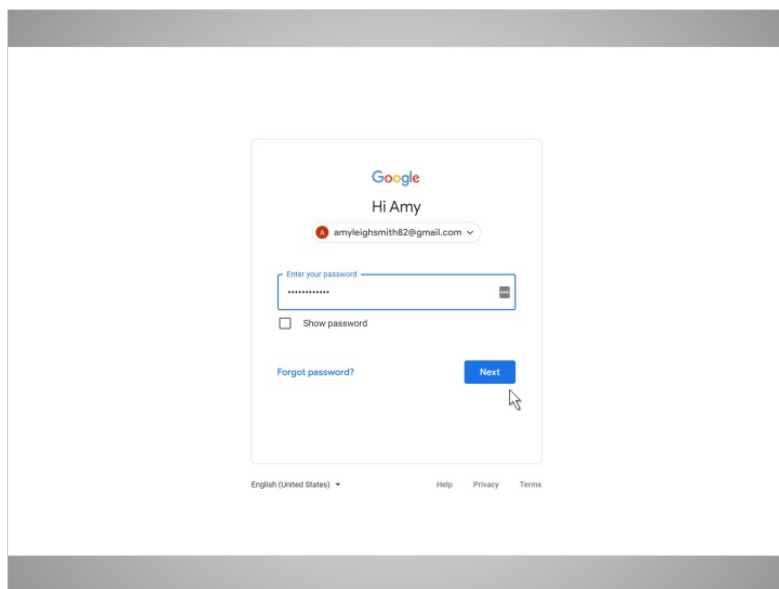 Google
Hi Amy
A amyleighsmith82@gmail.com
Enter your password
••••••••••••
Show password
Forgot password? Next
English (United States) Help Privacy Terms